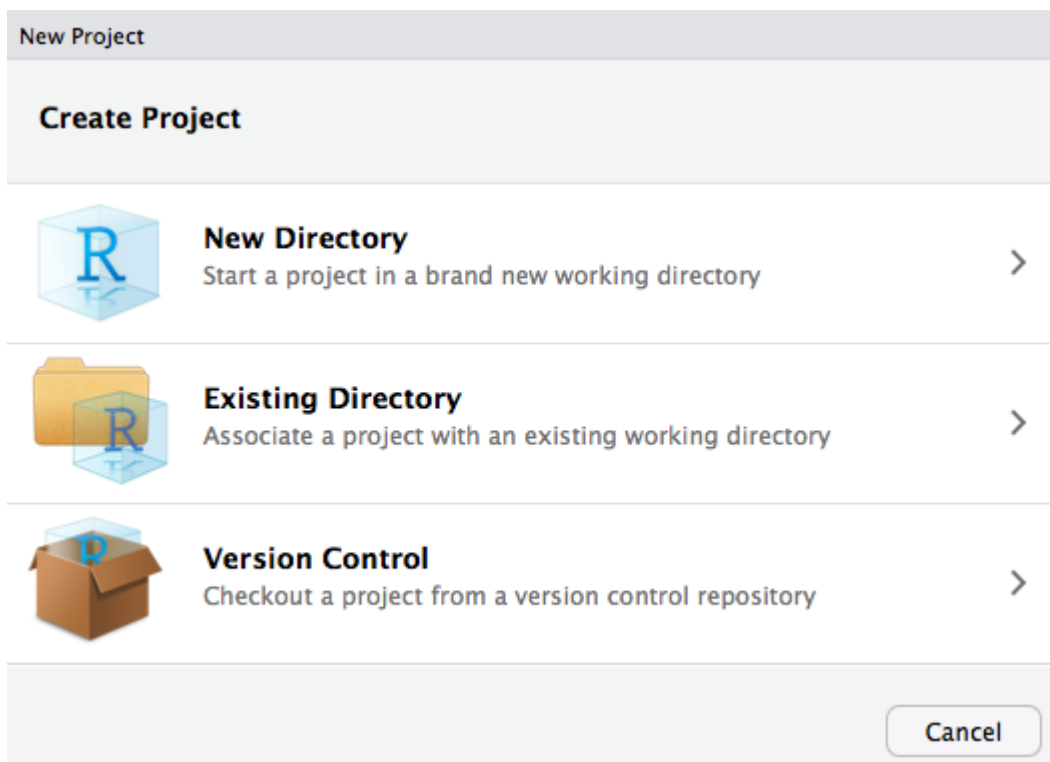 New Project
Create Project
R
New Directory
Start a project in a brand new working directory
R
Existing Directory
Associate a project with an existing working directory
R
Version Control
Checkout a project from a version control repository
Cancel